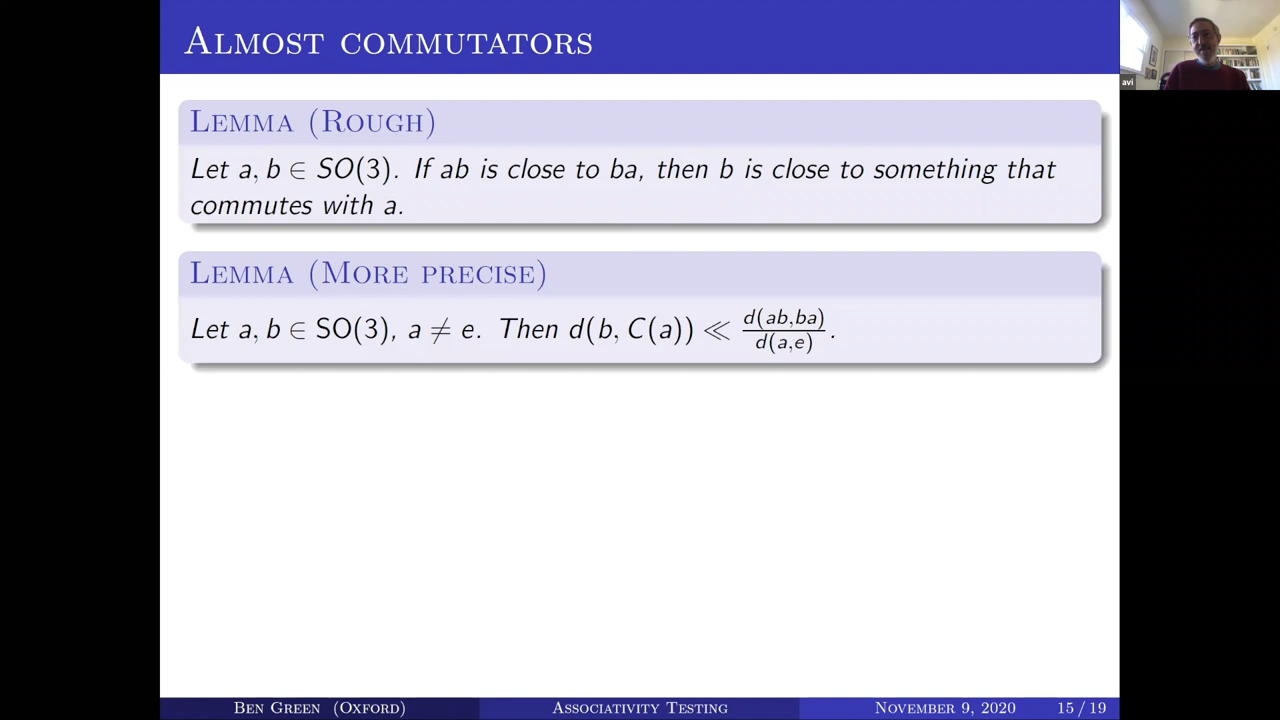 Almost commutators
avi
Lemma (Rough)
Let a, b ∈ SO(3). If ab is close to ba, then b is close to something that
commutes with a.
Lemma (More precise)
Let a, b ∈ SO(3), a ≠ e. Then d(b, C(a)) ≪ d(ab,ba)/d(a,e).
Ben Green (Oxford) Associativity Testing November 9, 2020 15 / 19